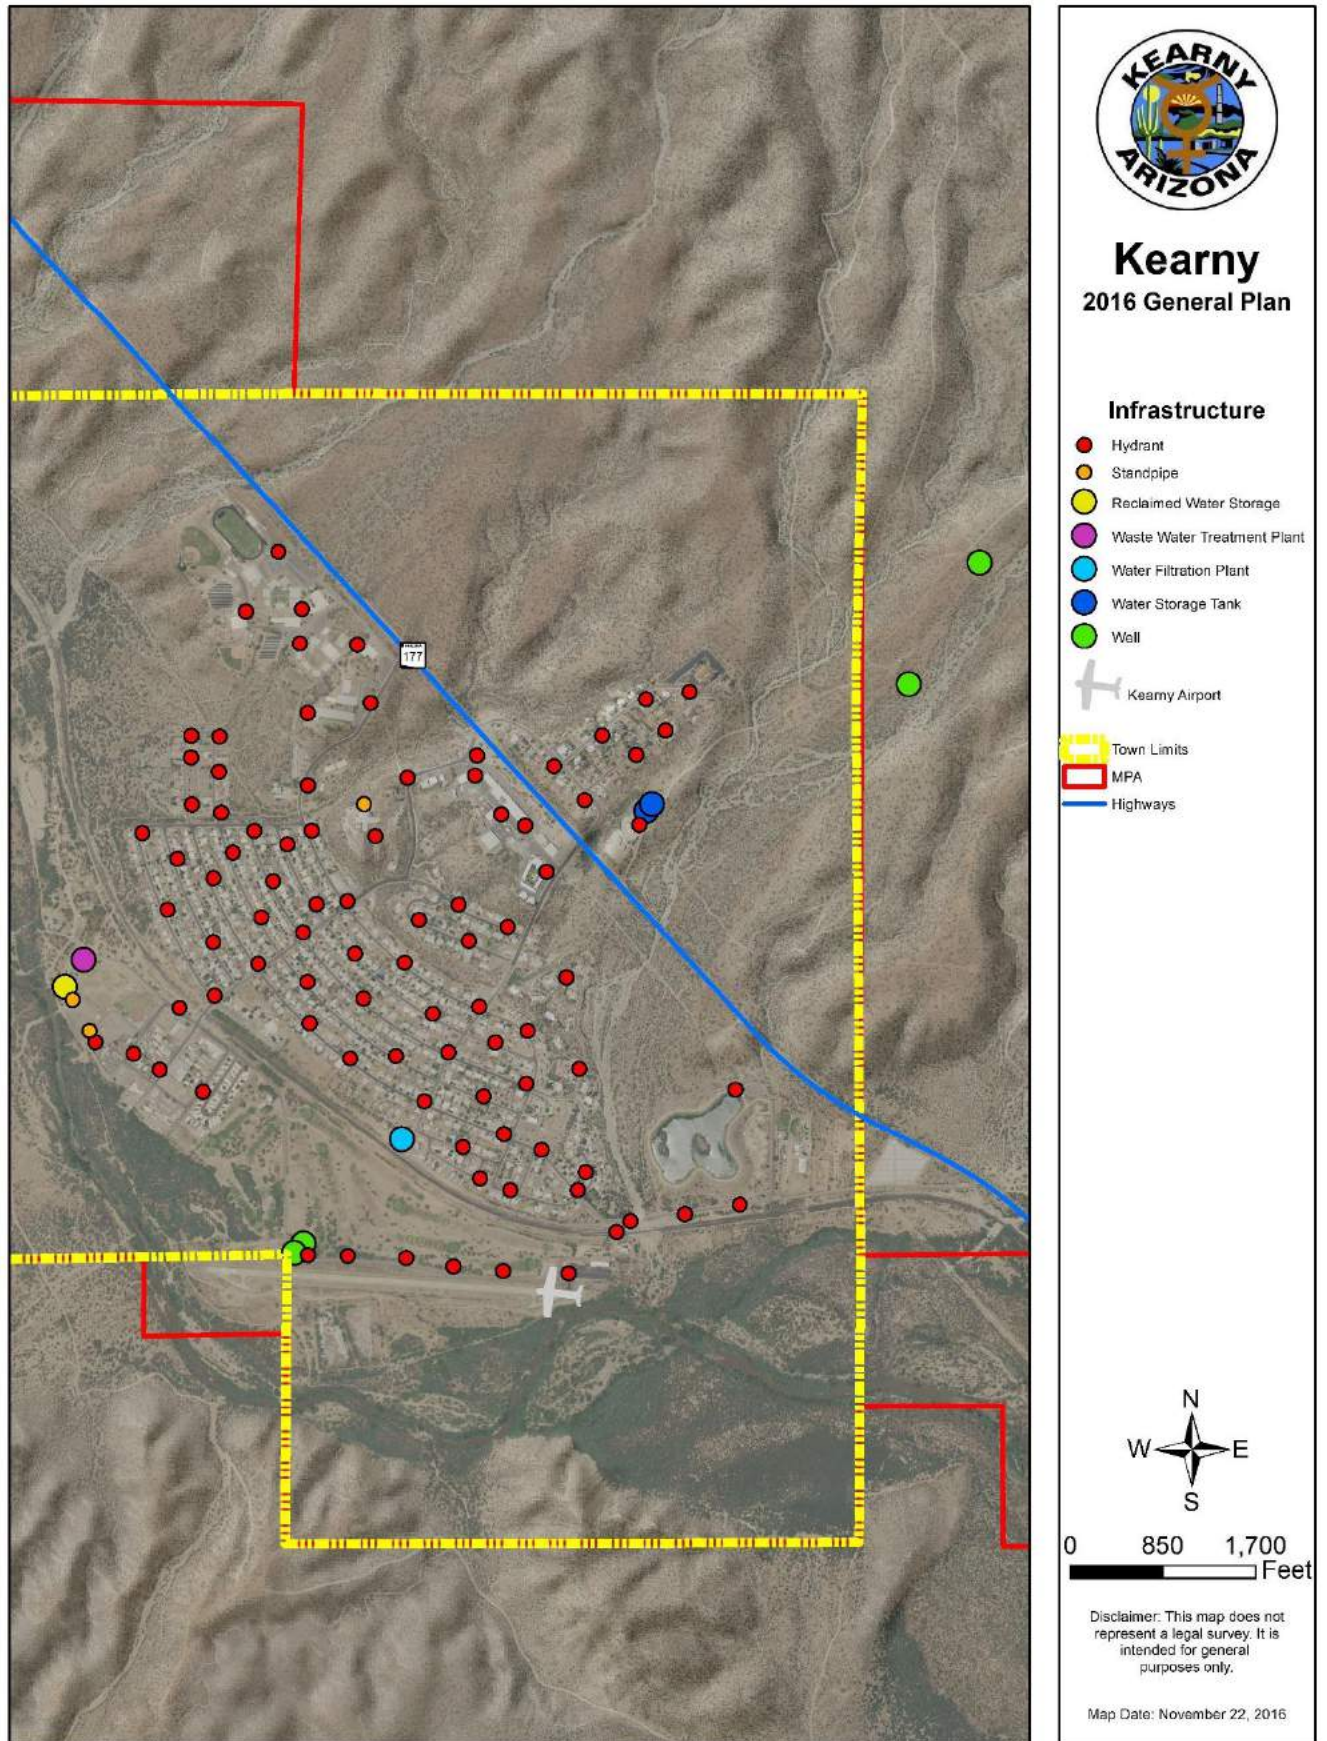 KEARNY
ARIZONA
Kearny
2016 General Plan
Infrastructure
Hydrant
Standpipe
Reclaimed Water Storage
Waste Water Treatment Plant
Water Filtration Plant
Water Storage Tank
Well
Kearny Airport
Town Limits
MPA
Highways
177
N
W E
S
0 850 1,700
Feet
Disclaimer: This map does not
represent a legal survey. It is
intended for general
purposes only.
Map Date: November 22, 2016